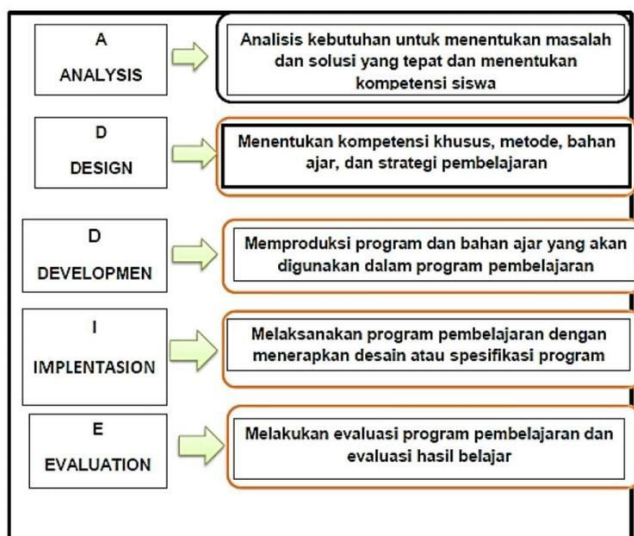 A
ANALYSIS
Analisis kebutuhan untuk menentukan masalah
dan solusi yang tepat dan menentukan
kompetensi siswa
D
DESIGN
Menentukan kompetensi khusus, metode, bahan
ajar, dan strategi pembelajaran
D
DEVELOPMEN
Memproduksi program dan bahan ajar yang akan
digunakan dalam program pembelajaran
I
IMPLENTASION
Melaksanakan program pembelajaran dengan
menerapkan desain atau spesifikasi program
E
EVALUATION
Melakukan evaluasi program pembelajaran dan
evaluasi hasil belajar